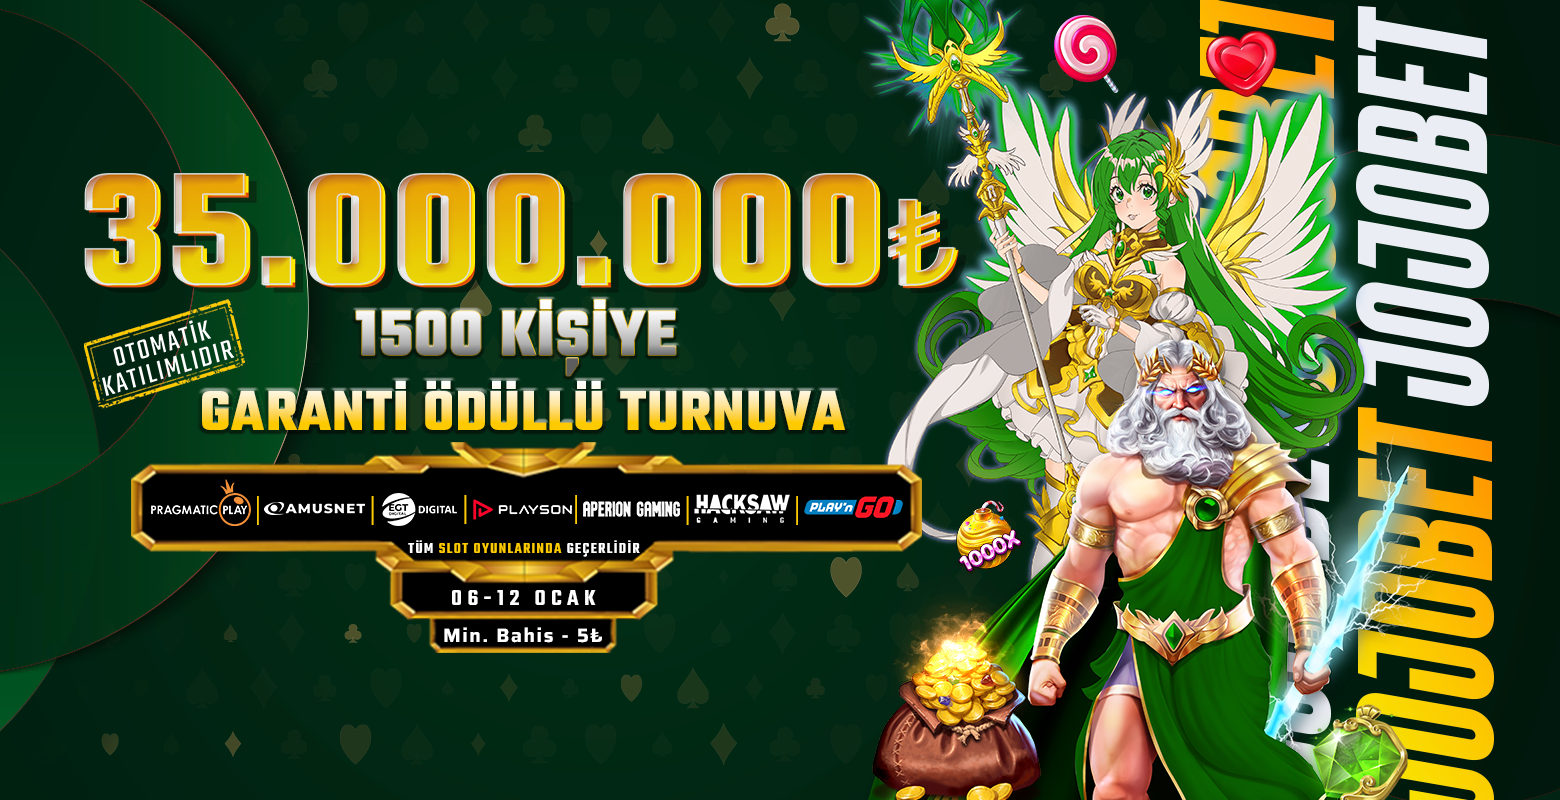 35.000.000₺
1500 KİŞİYE
OTOMATİK
KATILIMLIDIR
GARANTİ ÖDÜLLÜ TURNUVA
PRAGMATIC PLAY | AMUSNET | EGT DIGITAL DIGITAL | PLAYSON | APERION GAMING | HACKSAW GAMING | PLAY'n GO
TÜM SLOT OYUNLARINDA GEÇERLİDİR
06-12 OCAK
Min. Bahis - 5₺
1000X
JOJOBET
JOJOBET